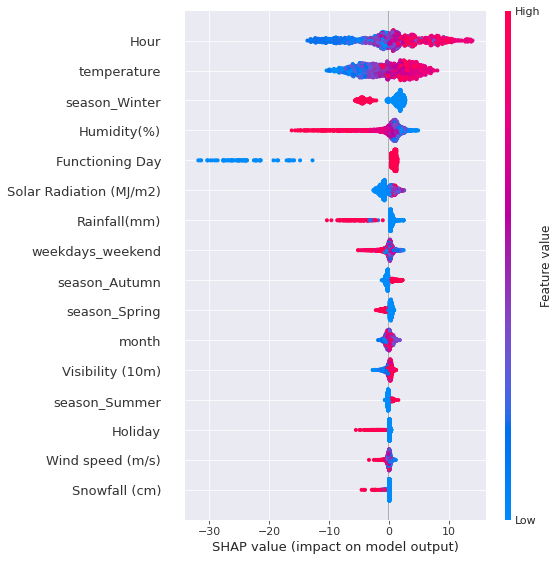 High
Hour
temperature
season_Winter
Humidity(%)
Functioning Day
Solar Radiation (MJ/m2)
Rainfall(mm)
weekdays_weekend
season_Autumn
season_Spring
month
Visibility (10m)
season_Summer
Holiday
Wind speed (m/s)
Snowfall (cm)
Feature value
Low
−30 −20 −10 0 10
SHAP value (impact on model output)